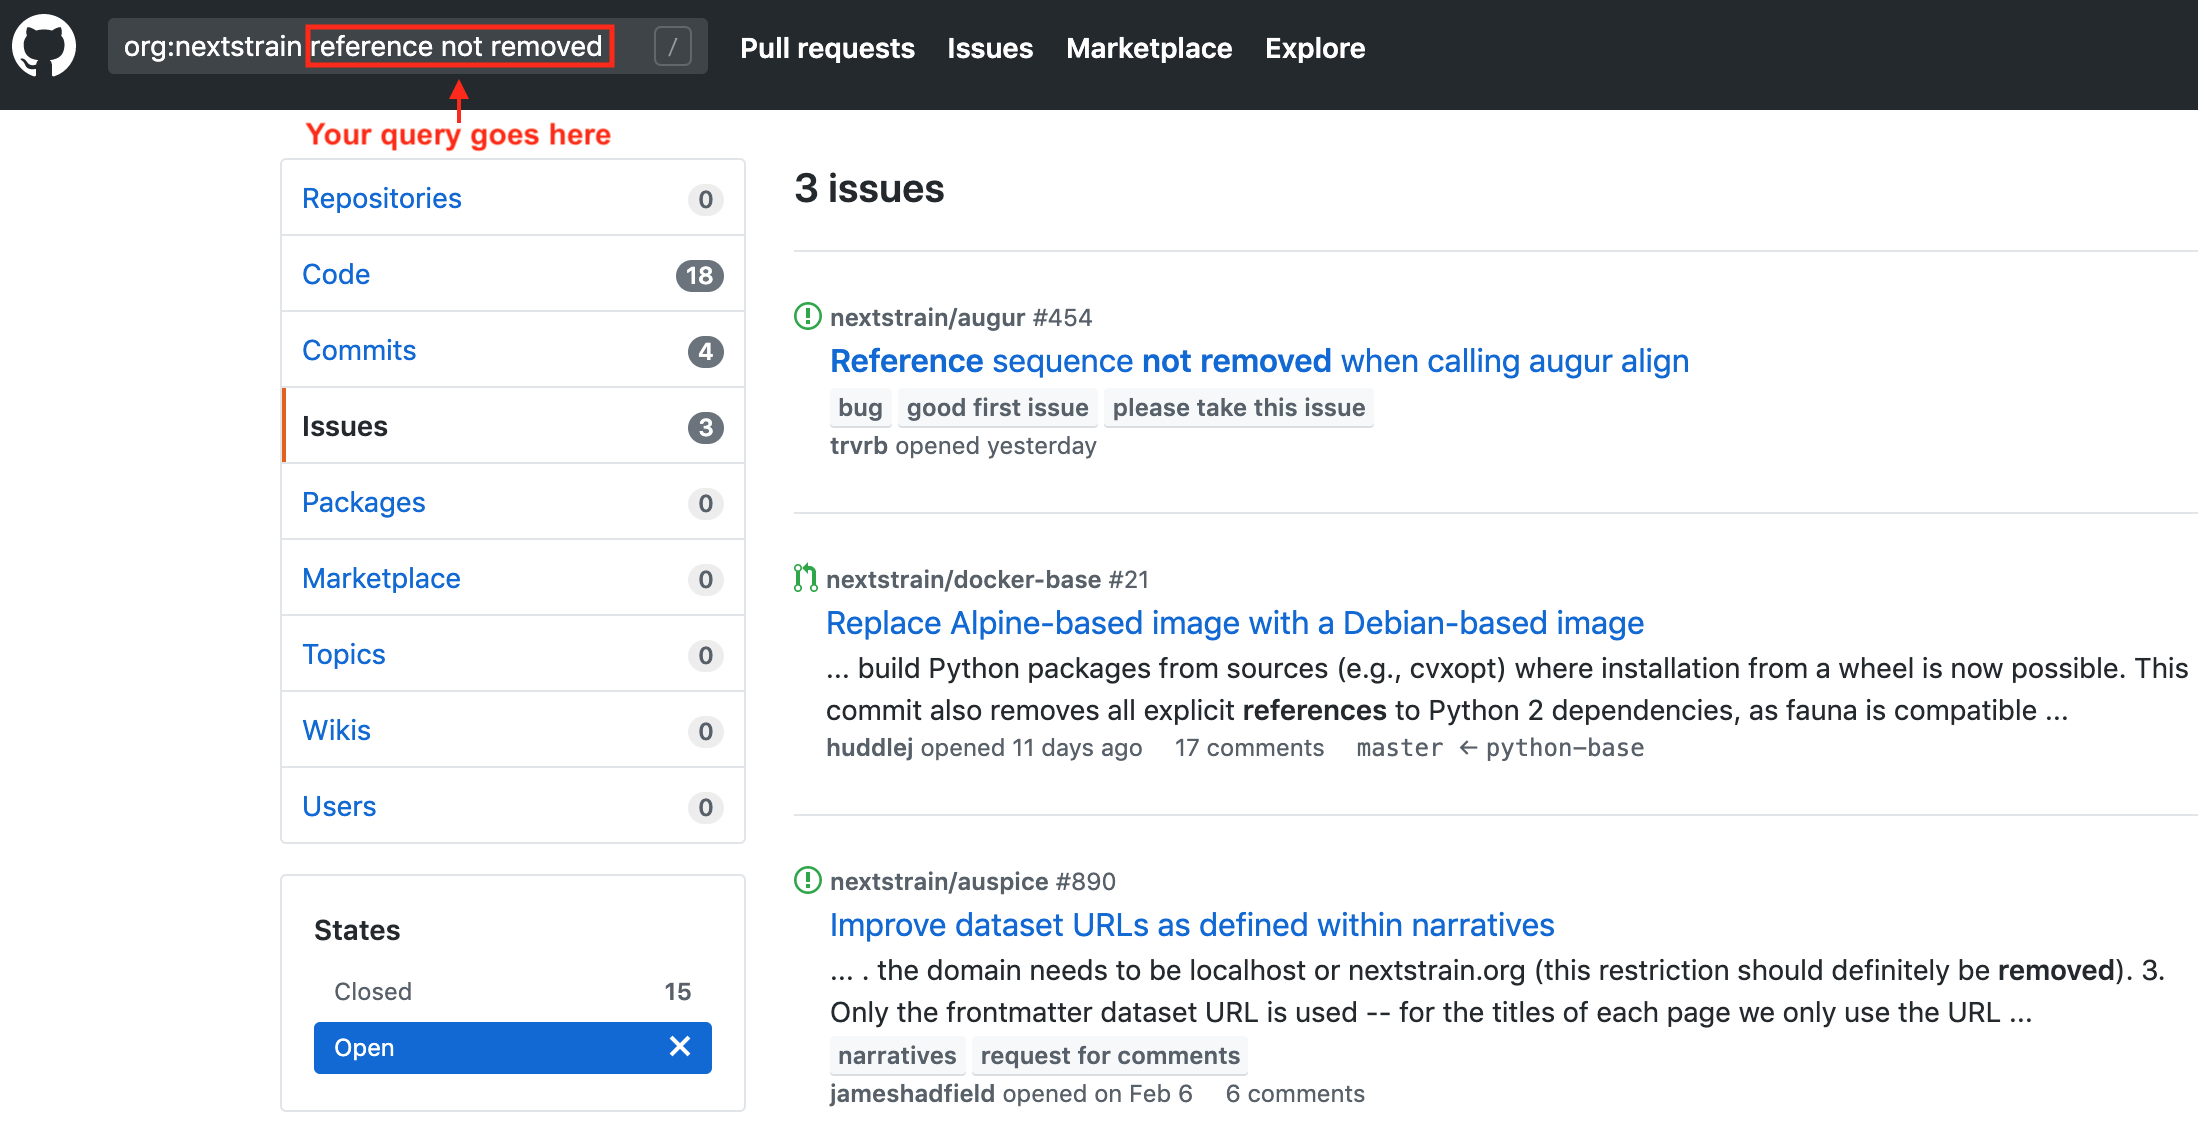 org:nextstrain reference not removed /
Pull requests Issues Marketplace Explore
Your query goes here
Repositories 0
Code 18
Commits 4
Issues 3
Packages 0
Marketplace 0
Topics 0
Wikis 0
Users 0
States
Closed 15
Open
3 issues
nextstrain/augur #454
Reference sequence not removed when calling augur align
bug good first issue please take this issue
trvrb opened yesterday
nextstrain/docker-base #21
Replace Alpine-based image with a Debian-based image
... build Python packages from sources (e.g., cvxopt) where installation from a wheel is now possible. This
commit also removes all explicit references to Python 2 dependencies, as fauna is compatible ...
huddlej opened 11 days ago 17 comments master ← python-base
nextstrain/auspice #890
Improve dataset URLs as defined within narratives
... . the domain needs to be localhost or nextstrain.org (this restriction should definitely be removed). 3.
Only the frontmatter dataset URL is used -- for the titles of each page we only use the URL ...
narratives request for comments
jameshadfield opened on Feb 6 6 comments